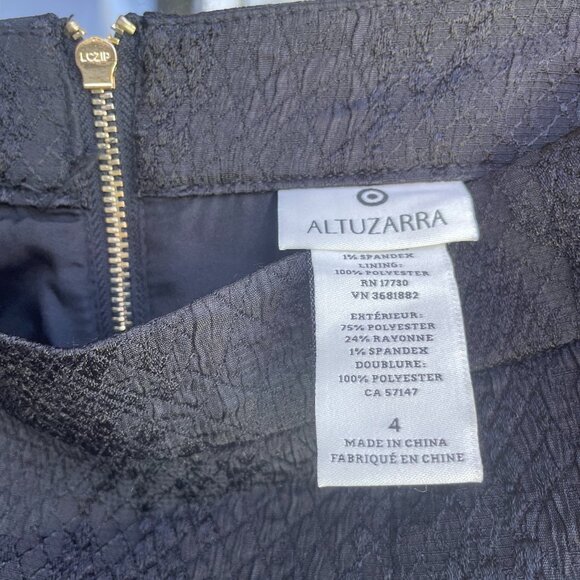 LCZIP
ALTUZARRA
1% SPANDEX
LINING:
100% POLYESTER
RN 17730
VN 3681882
EXTÉRIEUR:
75% POLYESTER
24% RAYONNE
1% SPANDEX
DOUBLURE:
100% POLYESTER
CA 57147
4
MADE IN CHINA
FABRIQUÉ EN CHINE